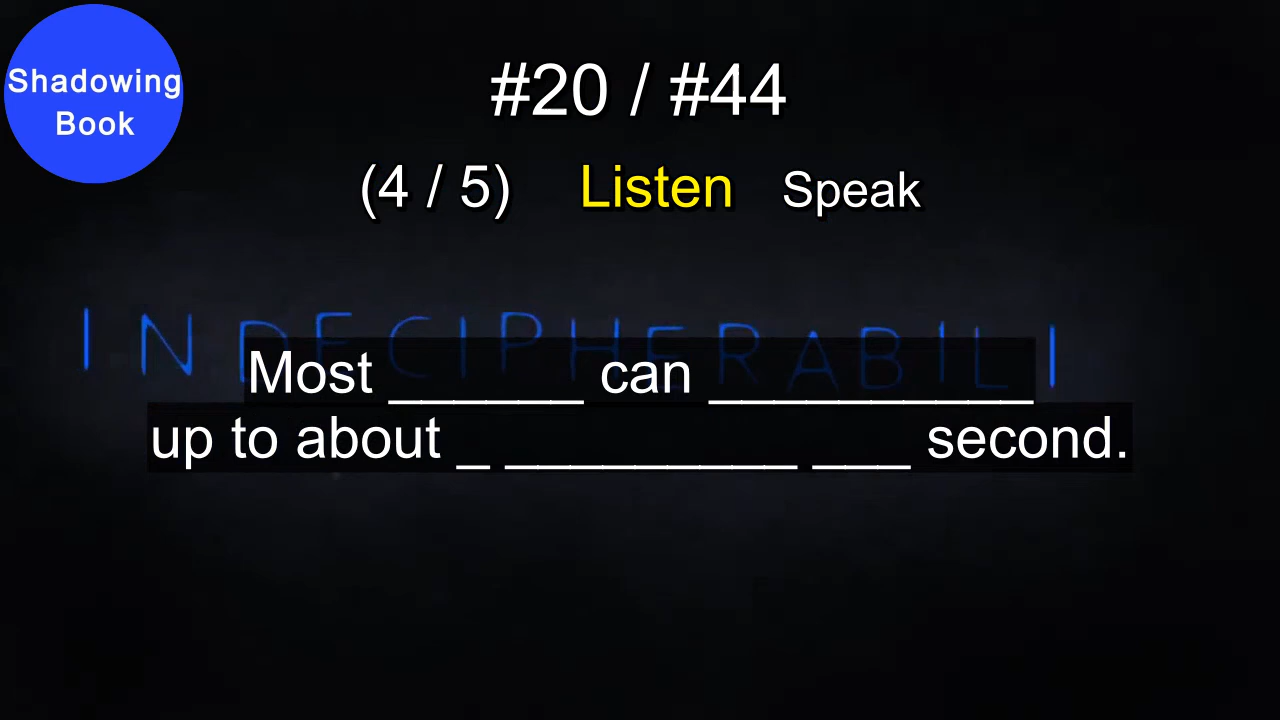 Shadowing
Book
#20 / #44
(4 / 5) Listen Speak
INDECIPHERABILI
Most ______ can __________
up to about _ _________ ___ second.